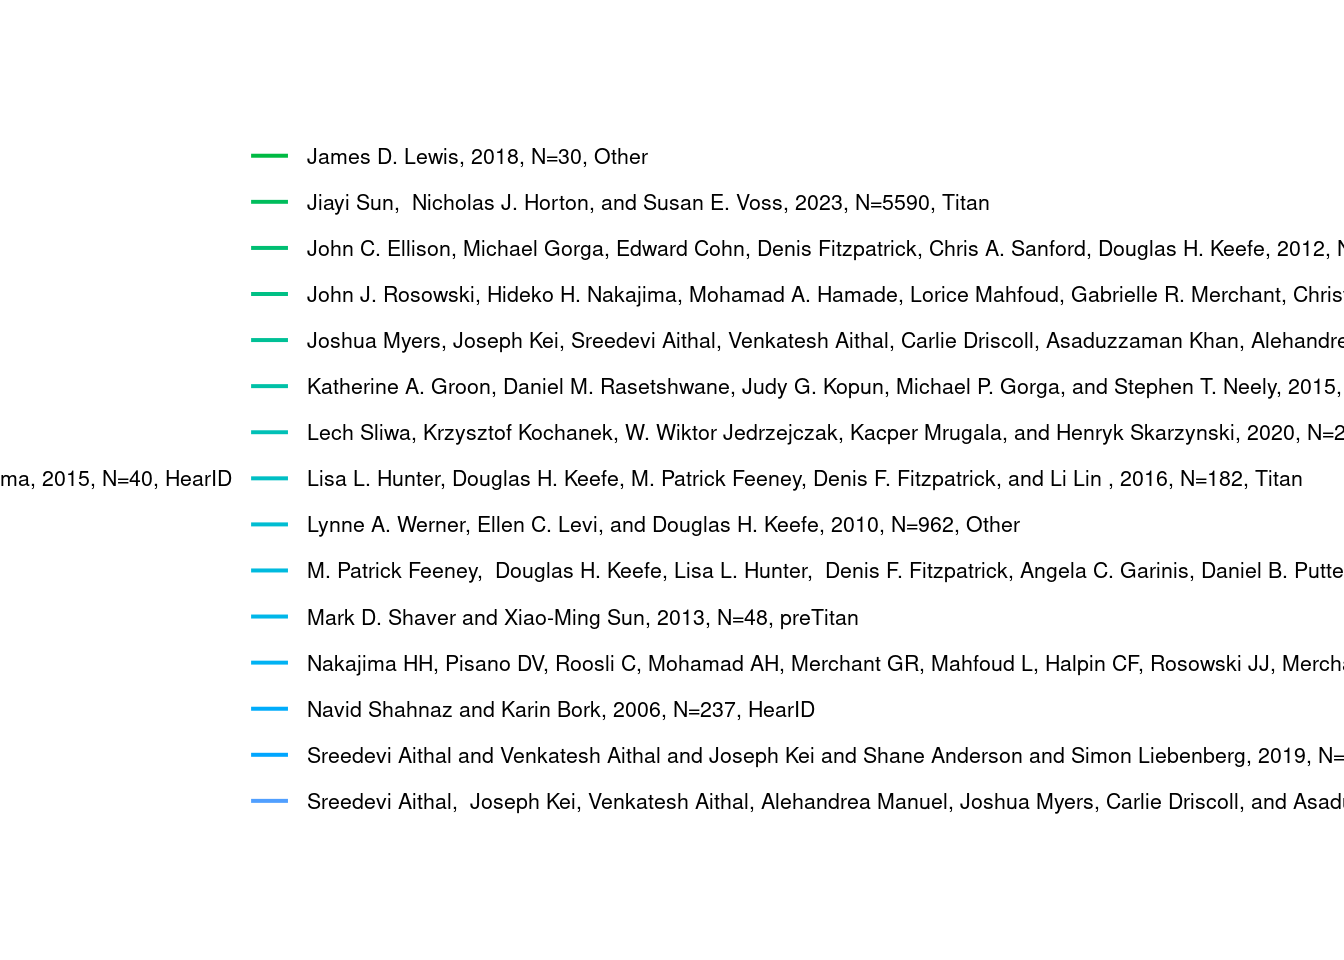 James D. Lewis, 2018, N=30, Other
Jiayi Sun,  Nicholas J. Horton, and Susan E. Voss, 2023, N=5590, Titan
John C. Ellison, Michael Gorga, Edward Cohn, Denis Fitzpatrick, Chris A. Sanford, Douglas H. Keefe, 2012,
John J. Rosowski, Hideko H. Nakajima, Mohamad A. Hamade, Lorice Mahfoud, Gabrielle R. Merchant,
Joshua Myers, Joseph Kei, Sreedevi Aithal, Venkatesh Aithal, Carlie Driscoll, Asaduzzaman Khan,
Katherine A. Groon, Daniel M. Rasetshwane, Judy G. Kopun, Michael P. Gorga, and Stephen T. Neely, 2015,
Lech Sliwa, Krzysztof Kochanek, W. Wiktor Jedrzejczak, Kacper Mrugala, and Henryk Skarzynski, 2020,
ma, 2015, N=40, HearID
Lisa L. Hunter, Douglas H. Keefe, M. Patrick Feeney, Denis F. Fitzpatrick, and Li Lin , 2016, N=182, Titan
Lynne A. Werner, Ellen C. Levi, and Douglas H. Keefe, 2010, N=962, Other
M. Patrick Feeney,  Douglas H. Keefe, Lisa L. Hunter,  Denis F. Fitzpatrick, Angela C. Garinis, Daniel B.
Mark D. Shaver and Xiao-Ming Sun, 2013, N=48, preTitan
Nakajima HH, Pisano DV, Roosli C, Mohamad AH, Merchant GR, Mahfoud L, Halpin CF, Rosowski JJ,
Navid Shahnaz and Karin Bork, 2006, N=237, HearID
Sreedevi Aithal and Venkatesh Aithal and Joseph Kei and Shane Anderson and Simon Liebenberg, 2019, N=
Sreedevi Aithal,  Joseph Kei, Venkatesh Aithal, Alehandrea Manuel, Joshua Myers, Carlie Driscoll, and